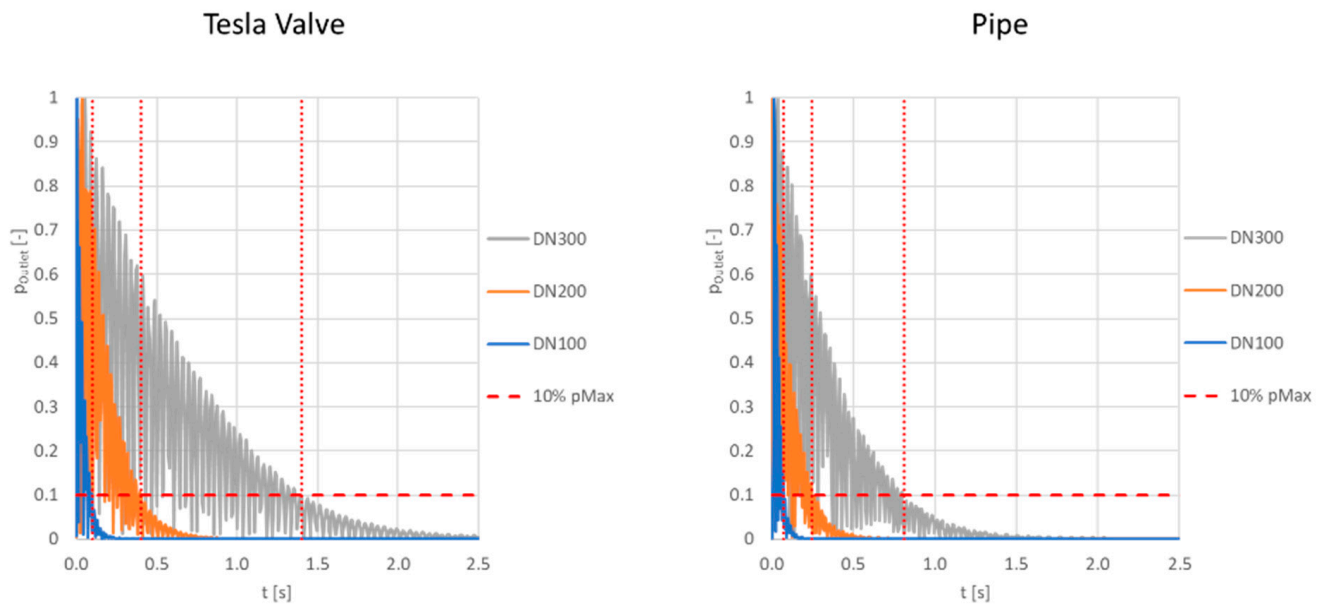 Tesla Valve
1
0.9
0.8
0.7
0.6
0.5
0.4
0.3
0.2
0.1
0
pOutlet [-]
0.0 0.5 1.0 1.5 2.0 2.5
t [s]
DN300
DN200
DN100
10% pMax
Pipe
1
0.9
0.8
0.7
0.6
0.5
0.4
0.3
0.2
0.1
0
pOutlet [-]
0.0 0.5 1.0 1.5 2.0 2.5
t [s]
DN300
DN200
DN100
10% pMax